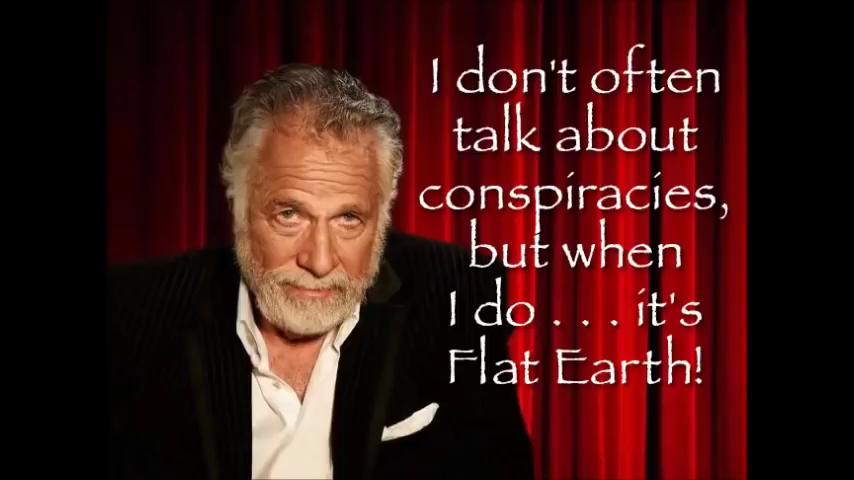 I don't often
talk about
conspiracies,
but when
I do . . . it's
Flat Earth!